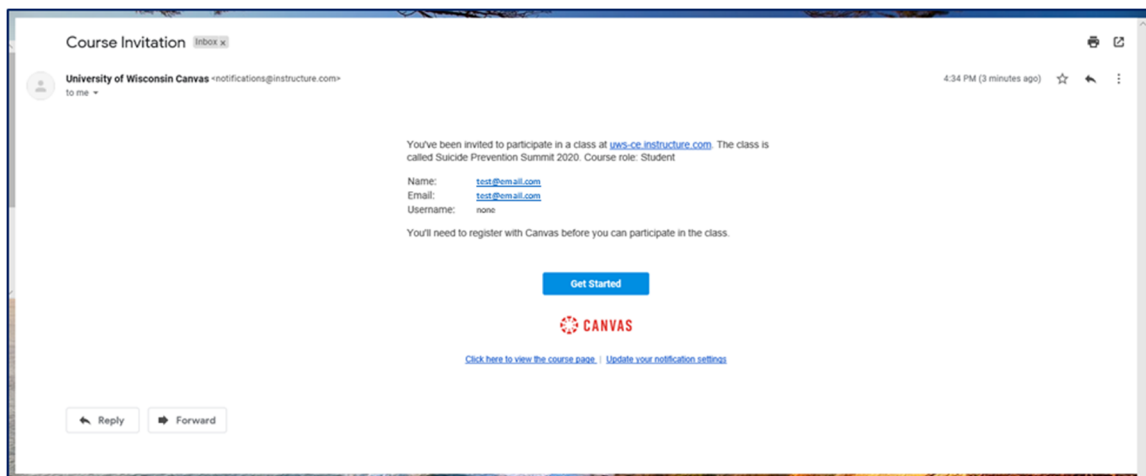 Course Invitation Inbox x
University of Wisconsin Canvas <notifications@instructure.com> 4:34 PM (3 minutes ago)
to me
You've been invited to participate in a class at uws-ce.instructure.com. The class is
called Suicide Prevention Summit 2020. Course role: Student
Name: test@email.com
Email: test@email.com
Username: none
You'll need to register with Canvas before you can participate in the class.
Get Started
CANVAS
Click here to view the course page | Update your notification settings
Reply Forward